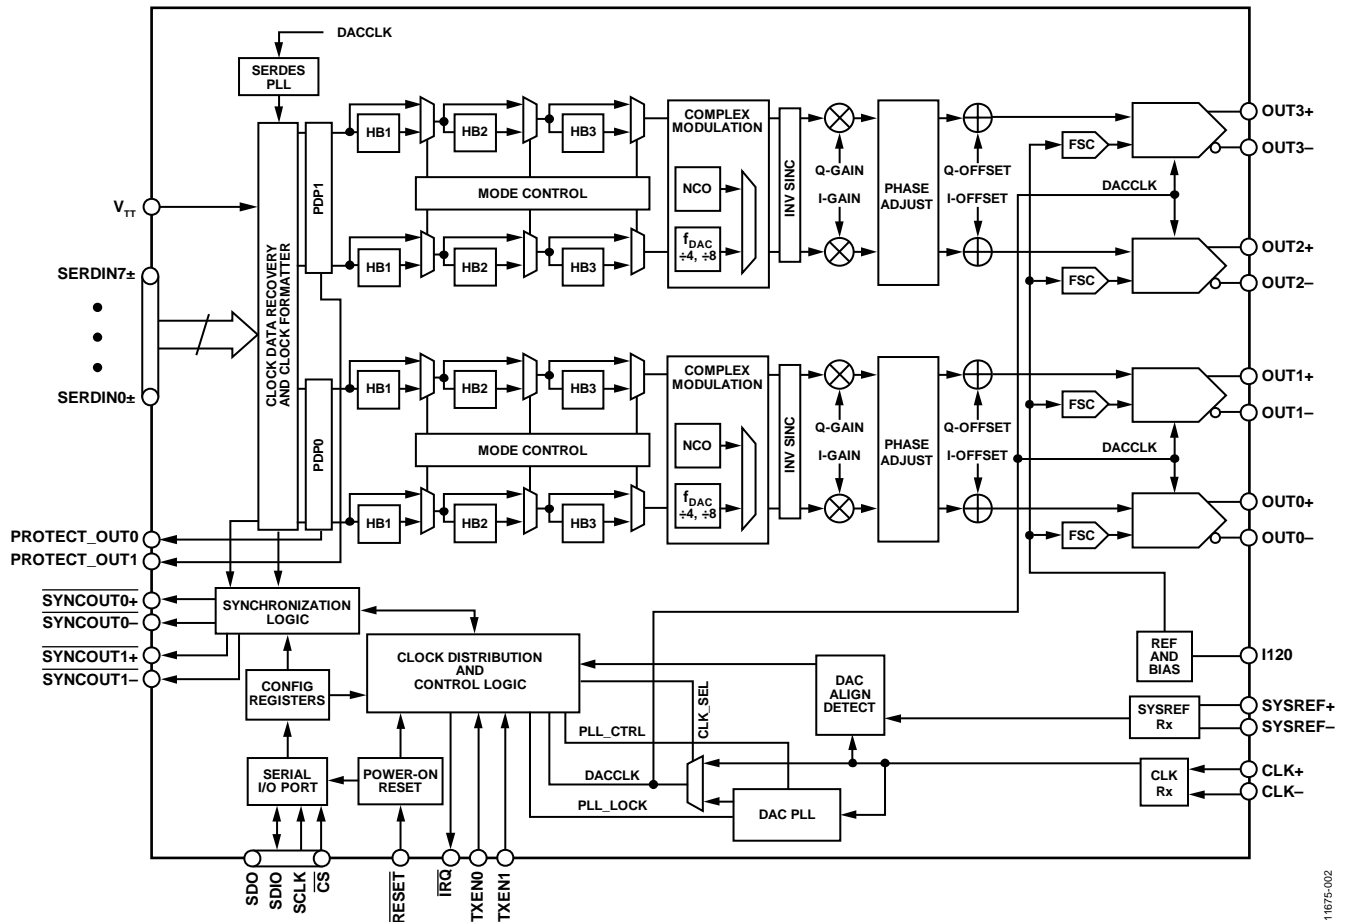 DACCLK
SERDES
PLL
CLOCK DATA RECOVERY
AND CLOCK FORMATTER
PDP1
HB1
HB2
HB3
MODE CONTROL
HB1
HB2
HB3
COMPLEX
MODULATION
NCO
fDAC
÷4, ÷8
INV SINC
Q-GAIN
I-GAIN
PHASE
ADJUST
Q-OFFSET
I-OFFSET
FSC
DACCLK
FSC
OUT3+
OUT3–
OUT2+
OUT2–
VTT
SERDIN7±
SERDIN0±
PDP0
HB1
HB2
HB3
MODE CONTROL
HB1
HB2
HB3
COMPLEX
MODULATION
NCO
fDAC
÷4, ÷8
INV SINC
Q-GAIN
I-GAIN
PHASE
ADJUST
Q-OFFSET
I-OFFSET
FSC
DACCLK
FSC
OUT1+
OUT1–
OUT0+
OUT0–
PROTECT_OUT0
PROTECT_OUT1
SYNCOUT0+
SYNCOUT0–
SYNCOUT1+
SYNCOUT1–
SYNCHRONIZATION
LOGIC
CONFIG
REGISTERS
CLOCK DISTRIBUTION
AND
CONTROL LOGIC
SERIAL
I/O PORT
POWER-ON
RESET
CLK_SEL
PLL_CTRL
DACCLK
PLL_LOCK
DAC PLL
DAC
ALIGN
DETECT
REF
AND
BIAS
I120
SYSREF
Rx
SYSREF+
SYSREF–
CLK
Rx
CLK+
CLK–
SDO
SDIO
SCLK
CS
RESET
IRQ
TXEN0
TXEN1
11675-002